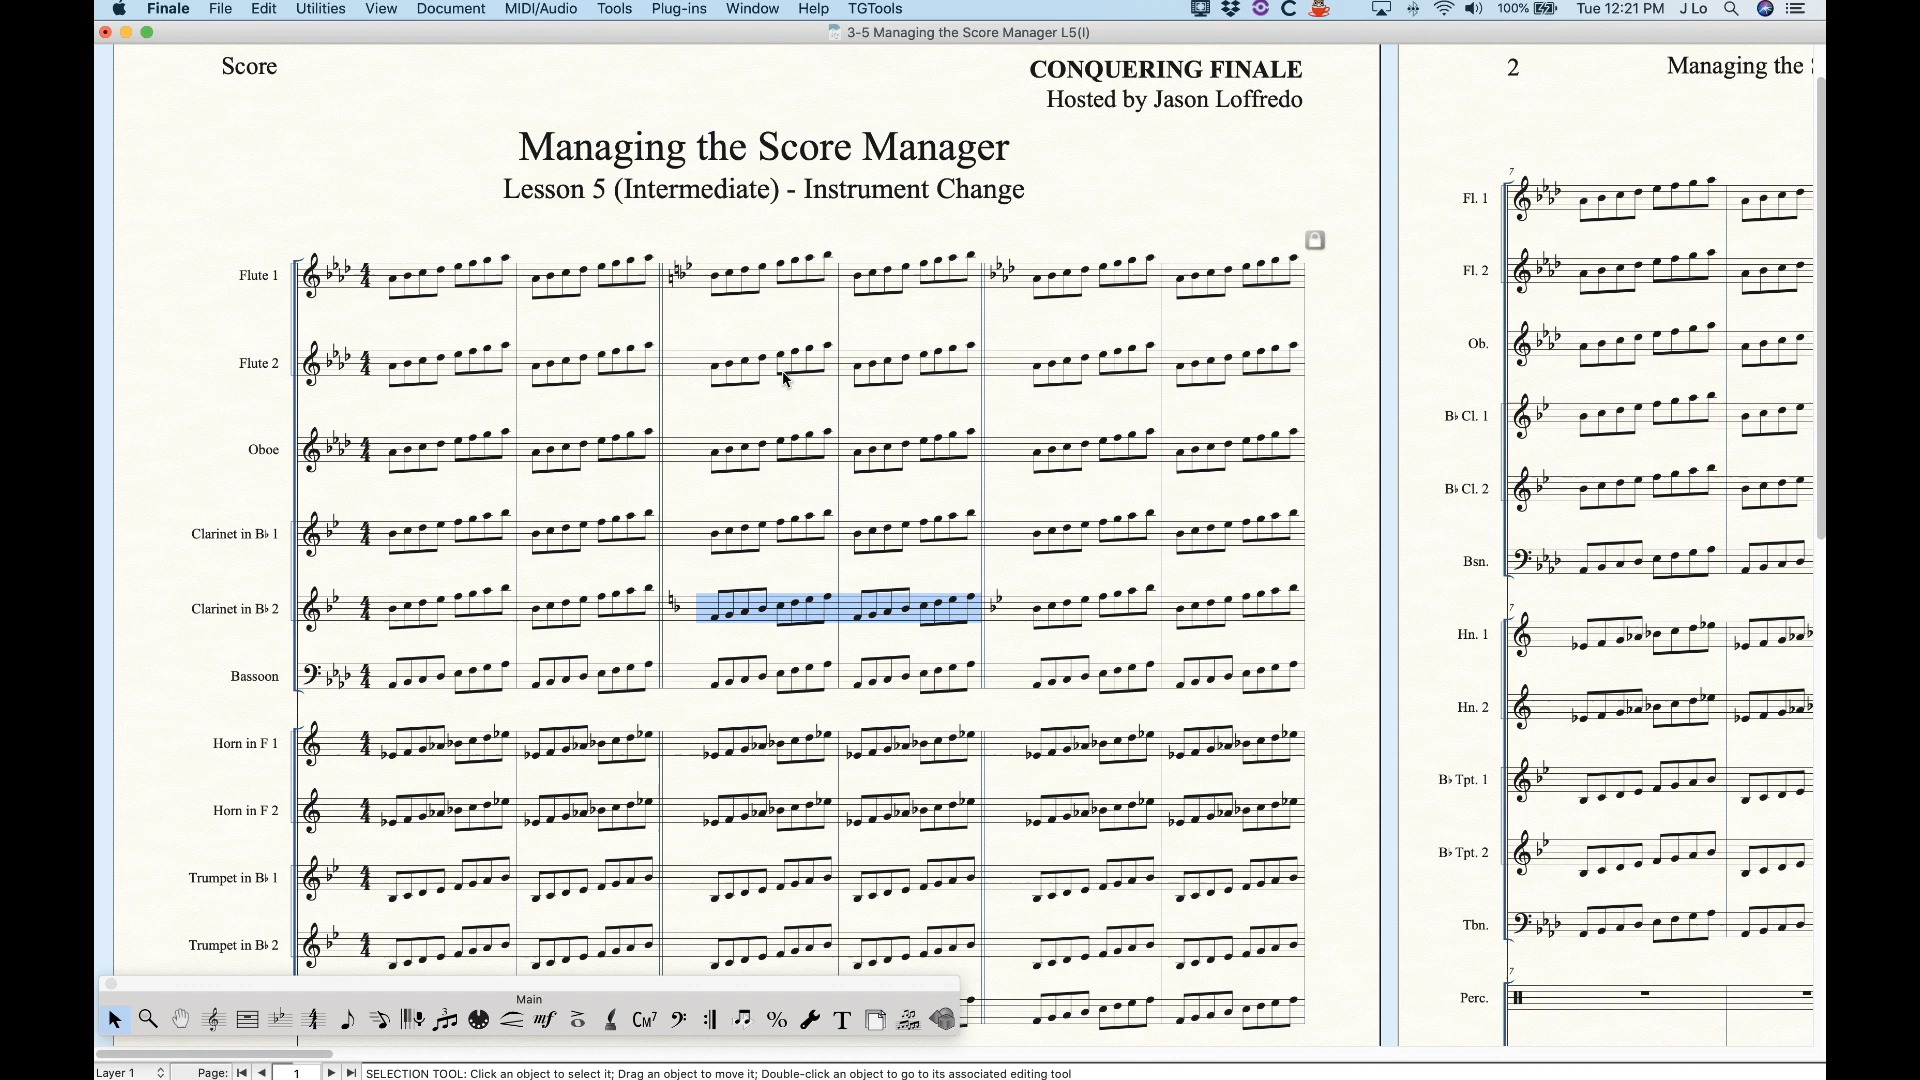 Finale File Edit Utilities View Document MIDI/Audio Tools Plug-ins Window Help TGTools 100% Tue 12:21 PM J Lo
3-5 Managing the Score Manager L5(I)
Score
CONQUERING FINALE
Hosted by Jason Loffredo
Managing the Score Manager
Lesson 5 (Intermediate) - Instrument Change
Flute 1
Flute 2
Oboe
Clarinet in B♭ 1
Clarinet in B♭ 2
Bassoon
Horn in F 1
Horn in F 2
Trumpet in B♭ 1
Trumpet in B♭ 2
2
Managing the
7
Fl. 1
Fl. 2
Ob.
B♭ Cl. 1
B♭ Cl. 2
Bsn.
7
Hn. 1
Hn. 2
B♭ Tpt. 1
B♭ Tpt. 2
Tbn.
7
Perc.
Main
mf CM7 % T
Layer 1 Page: 1 SELECTION TOOL: Click an object to select it; Drag an object to move it; Double-click an object to go to its associated editing tool